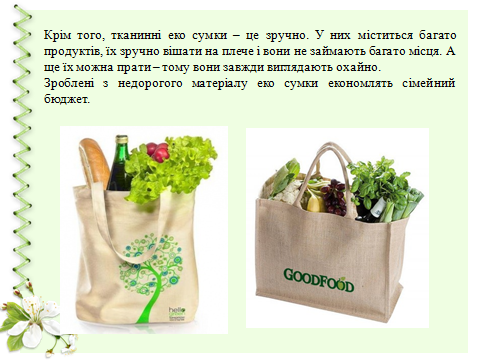 Крім того, тканинні еко сумки – це зручно. У них міститься багато
продуктів, їх зручно вішати на плече і вони не займають багато місця. А
ще їх можна прати – тому вони завжди виглядають охайно.
Зроблені з недорогого матеріалу еко сумки економлять сімейний
бюджет.
hello
GOODFOOD